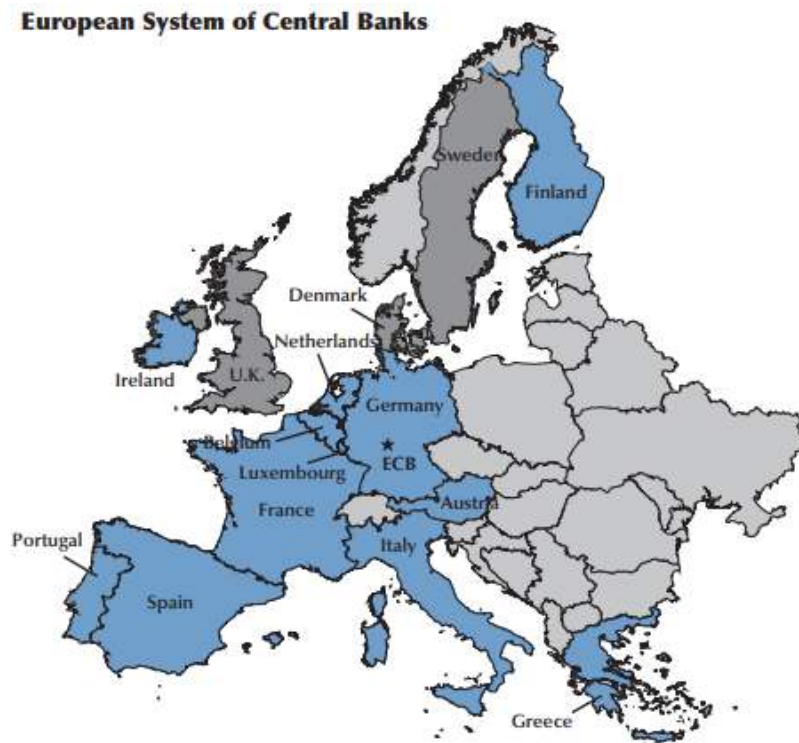 European System of Central Banks
Sweden
Finland
Denmark
Netherlands
Ireland
U.K.
Germany
Belgium
ECB
Luxembourg
Austria
France
Portugal
Italy
Spain
Greece